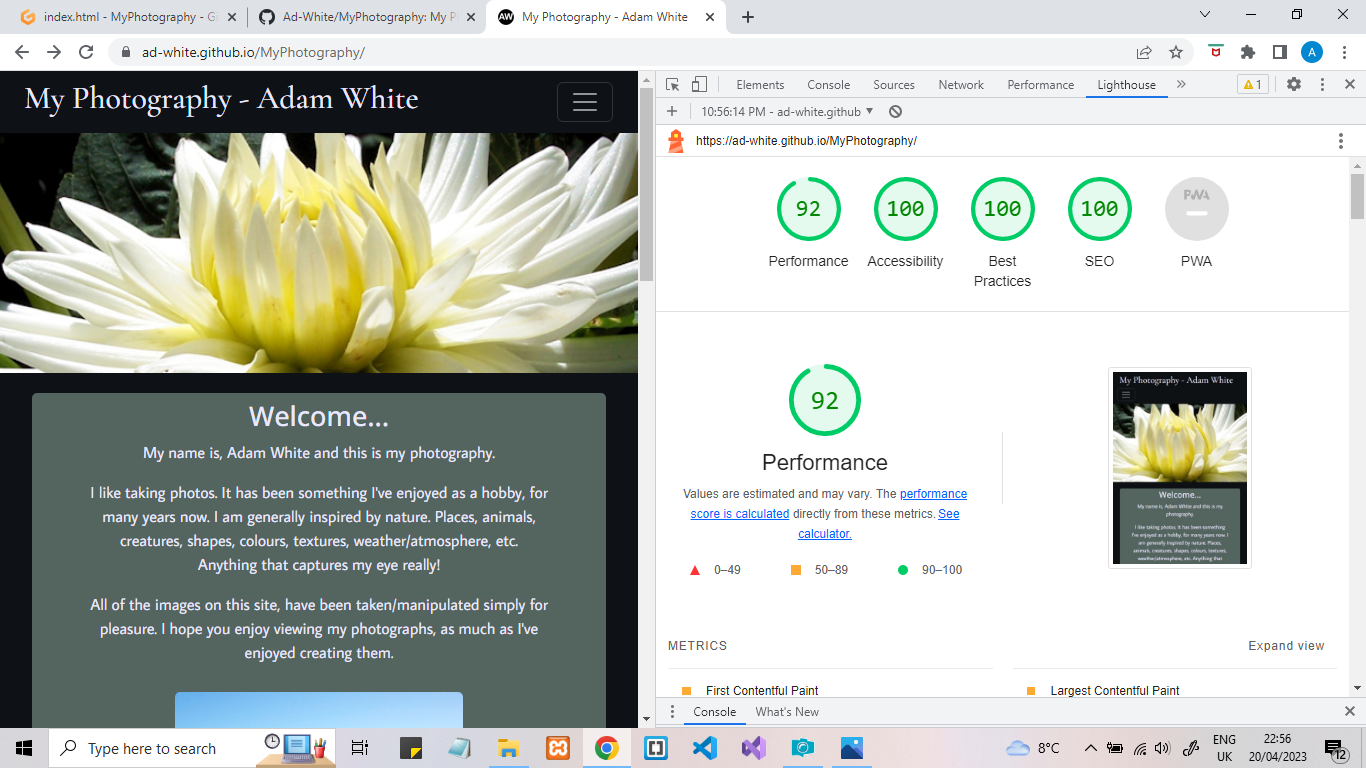 index.html - MyPhotography - Gi
Ad-White/MyPhotography: My P
AW
My Photography - Adam White
ad-white.github.io/MyPhotography/
A
My Photography - Adam White
Welcome...
My name is, Adam White and this is my photography.
I like taking photos. It has been something I've enjoyed as a hobby, for
many years now. I am generally inspired by nature. Places, animals,
creatures, shapes, colours, textures, weather/atmosphere, etc.
Anything that captures my eye really!
All of the images on this site, have been taken/manipulated simply for
pleasure. I hope you enjoy viewing my photographs, as much as I've
enjoyed creating them.
Elements Console Sources Network Performance Lighthouse » 1
10:56:14 PM - ad-white.github
https://ad-white.github.io/MyPhotography/
92 100 100 100 PWA
Performance Accessibility Best SEO PWA
Practices
92
Performance
Values are estimated and may vary. The performance
score is calculated directly from these metrics. See
calculator.
0–49 50–89 90–100
My Photography - Adam White
Welcome...
My name is, Adam White and this is my
photography.
I like taking photos. It has been something
I've enjoyed as a hobby, for many years now. I
am generally inspired by nature. Places,
animals, creatures, shapes, colours, textures,
weather/atmosphere, etc. Anything that
METRICS Expand view
First Contentful Paint Largest Contentful Paint
Console What's New
Type here to search
8°C
ENG
UK
22:56
20/04/2023
12